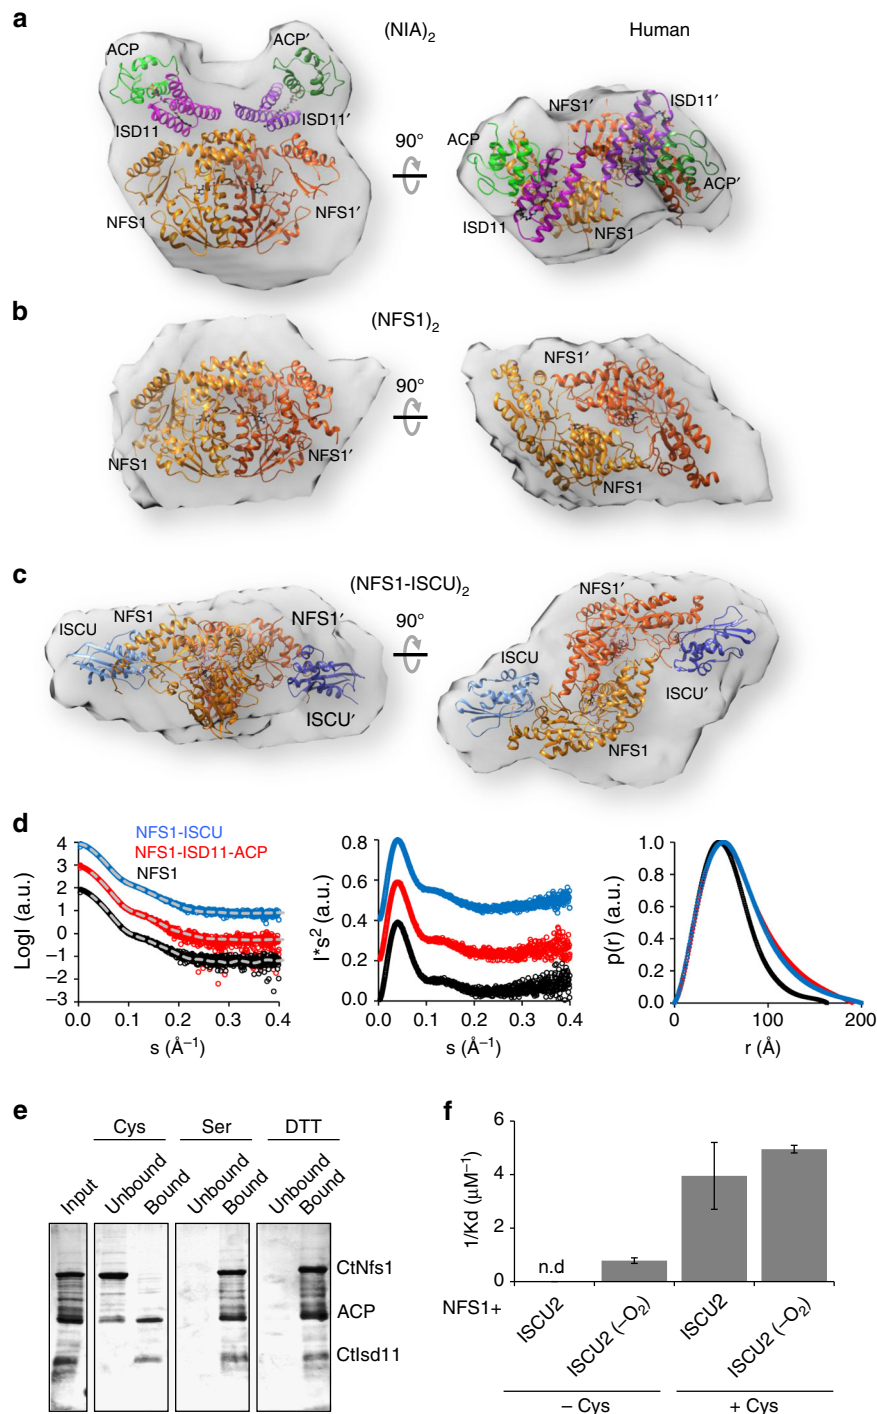 a
(NIA)2
Human
ACP
ACP′
ISD11
ISD11′
NFS1
NFS1′
90°
NFS1′
ISD11′
ACP
ACP′
ISD11
NFS1
b
(NFS1)2
90°
NFS1
NFS1′
NFS1′
NFS1
c
(NFS1-ISCU)2
90°
ISCU
NFS1
NFS1′
ISCU′
NFS1′
ISCU
ISCU′
NFS1
d
NFS1-ISCU
NFS1-ISD11-ACP
NFS1
LogI (a.u.)
4
3
2
1
0
−1
−2
−3
0.0 0.1 0.2 0.3 0.4
s (Å−1)
I*s2 (a.u.)
0.8
0.6
0.4
0.2
0.0
0.0 0.1 0.2 0.3 0.4
s (Å−1)
p(r) (a.u.)
1.0
0.8
0.6
0.4
0.2
0.0
0 100 200
r (Å)
e
Cys Ser DTT
Input Unbound Bound Unbound Bound Unbound Bound
CtNfs1
ACP
CtIsd11
f
1/Kd (μM−1)
6
4
2
0
n.d
NFS1+
ISCU2 ISCU2 (−O2) ISCU2 ISCU2 (−O2)
− Cys + Cys